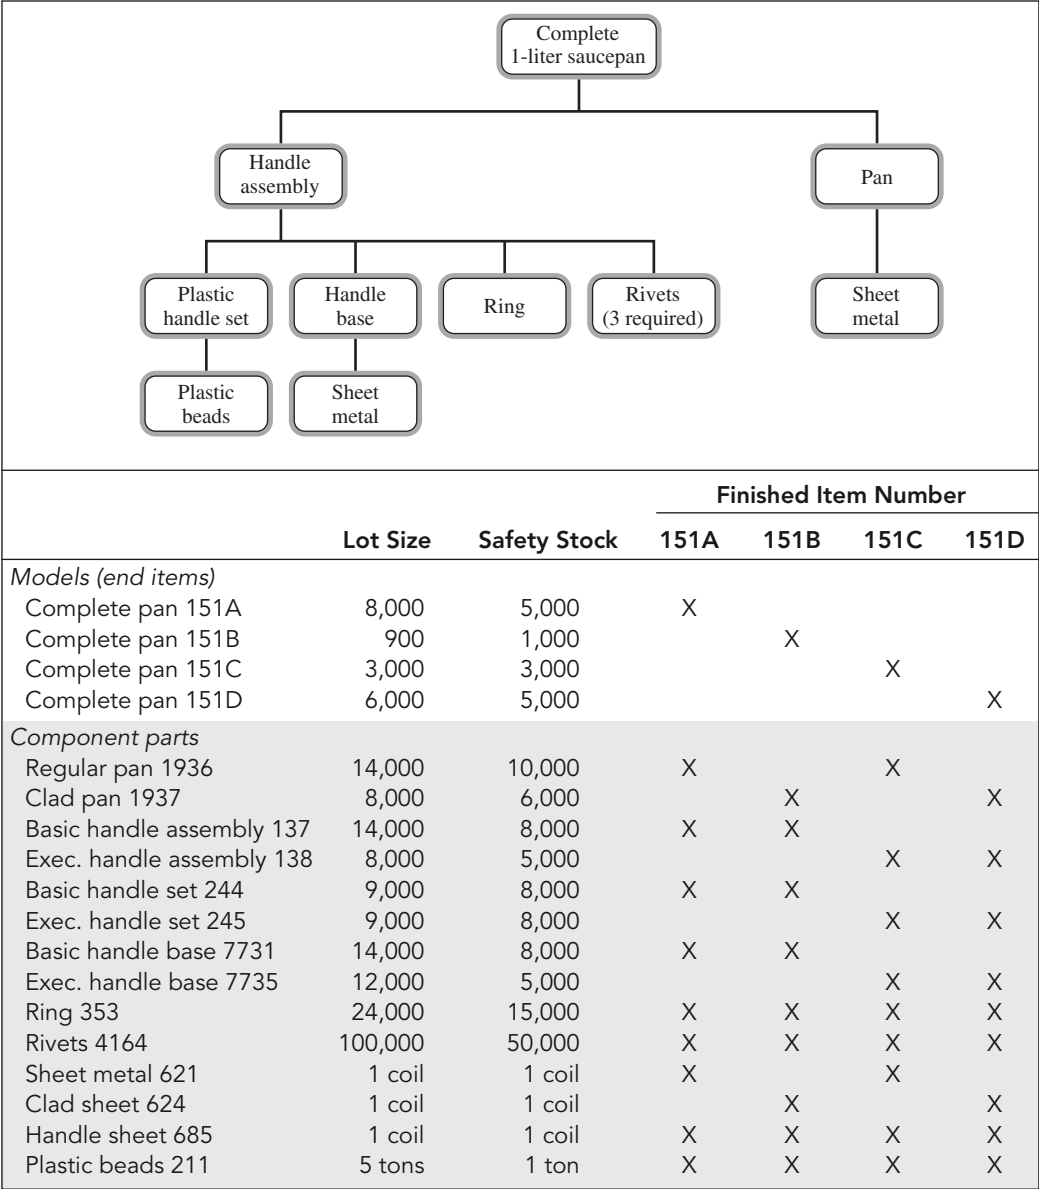 Complete
1-liter saucepan
Handle
assembly
Pan
Plastic
handle set
Handle
base
Ring
Rivets
(3 required)
Sheet
metal
Plastic
beads
Sheet
metal
Finished Item Number
Lot Size Safety Stock 151A 151B 151C 151D
Models (end items)
Complete pan 151A 8,000 5,000 X
Complete pan 151B 900 1,000 X
Complete pan 151C 3,000 3,000 X
Complete pan 151D 6,000 5,000 X
Component parts
Regular pan 1936 14,000 10,000 X X
Clad pan 1937 8,000 6,000 X X
Basic handle assembly 137 14,000 8,000 X X
Exec. handle assembly 138 8,000 5,000 X X
Basic handle set 244 9,000 8,000 X X
Exec. handle set 245 9,000 8,000 X X
Basic handle base 7731 14,000 8,000 X X
Exec. handle base 7735 12,000 5,000 X X
Ring 353 24,000 15,000 X X X X
Rivets 4164 100,000 50,000 X X X X
Sheet metal 621 1 coil 1 coil X X
Clad sheet 624 1 coil 1 coil X X
Handle sheet 685 1 coil 1 coil X X X X
Plastic beads 211 5 tons 1 ton X X X X